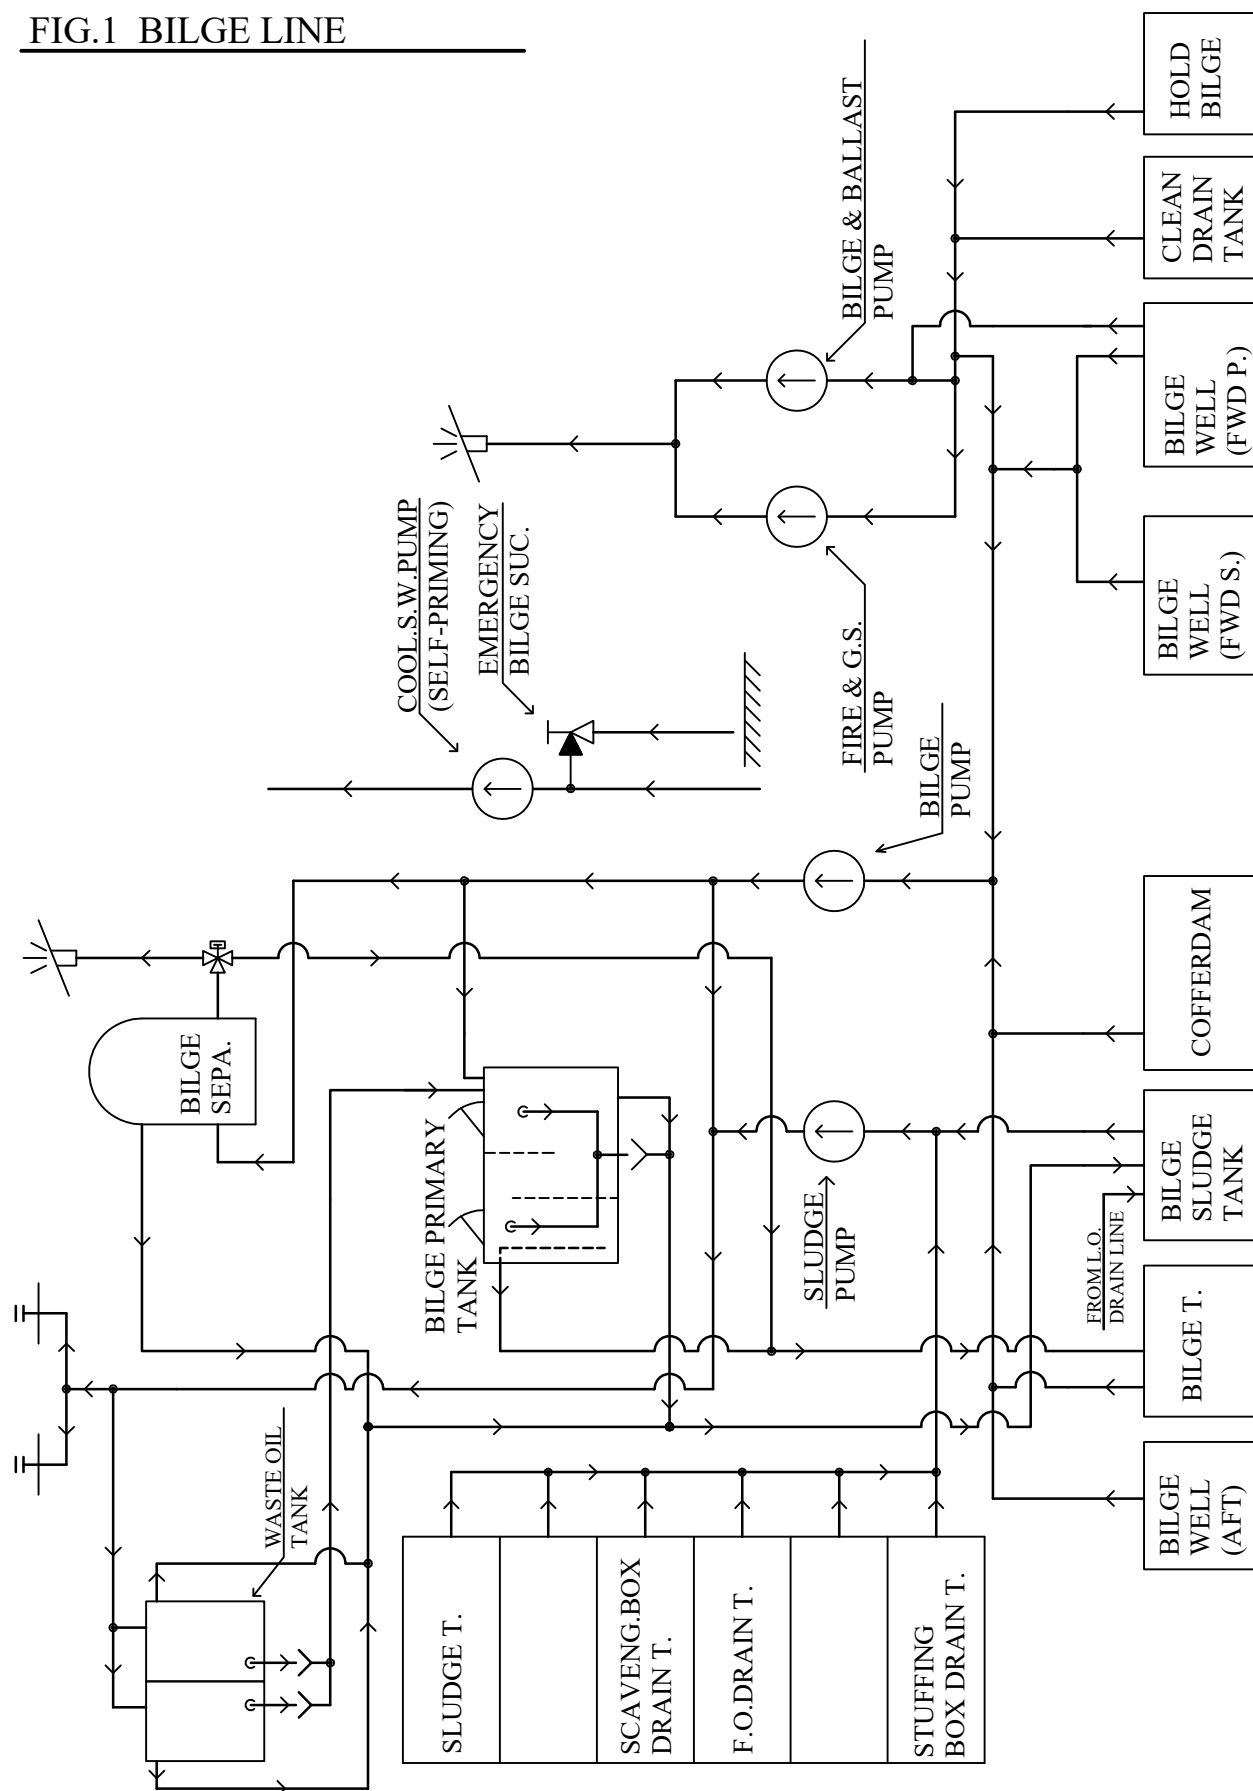 FIG.1 BILGE LINE
HOLD
BILGE
CLEAN
DRAIN
TANK
BILGE
WELL
(FWD P.)
BILGE
WELL
(FWD S.)
BILGE & BALLAST
PUMP
FIRE & G.S.
PUMP
COOL.S.W.PUMP
(SELF-PRIMING)
EMERGENCY
BILGE SUC.
BILGE
PUMP
COFFERDAM
BILGE
SEPA.
BILGE PRIMARY
TANK
SLUDGE
PUMP
BILGE
SLUDGE
TANK
FROM L.O.
DRAIN LINE
BILGE T.
BILGE
WELL
(AFT)
WASTE OIL
TANK
SLUDGE T.
SCAVENG.BOX
DRAIN T.
F.O.DRAIN T.
STUFFING
BOX DRAIN T.